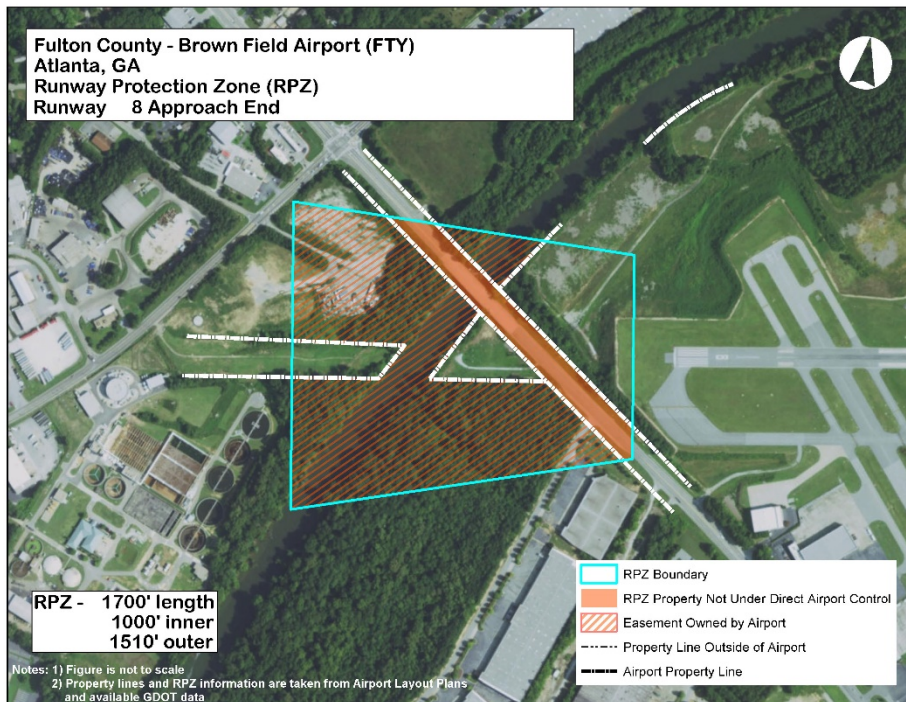 Fulton County - Brown Field Airport (FTY)
Atlanta, GA
Runway Protection Zone (RPZ)
Runway 8 Approach End
RPZ - 1700' length
1000' inner
1510' outer
Notes: 1) Figure is not to scale
2) Property lines and RPZ information are taken from Airport Layout Plans
and available GDOT data
RPZ Boundary
RPZ Property Not Under Direct Airport Control
Easement Owned by Airport
Property Line Outside of Airport
Airport Property Line